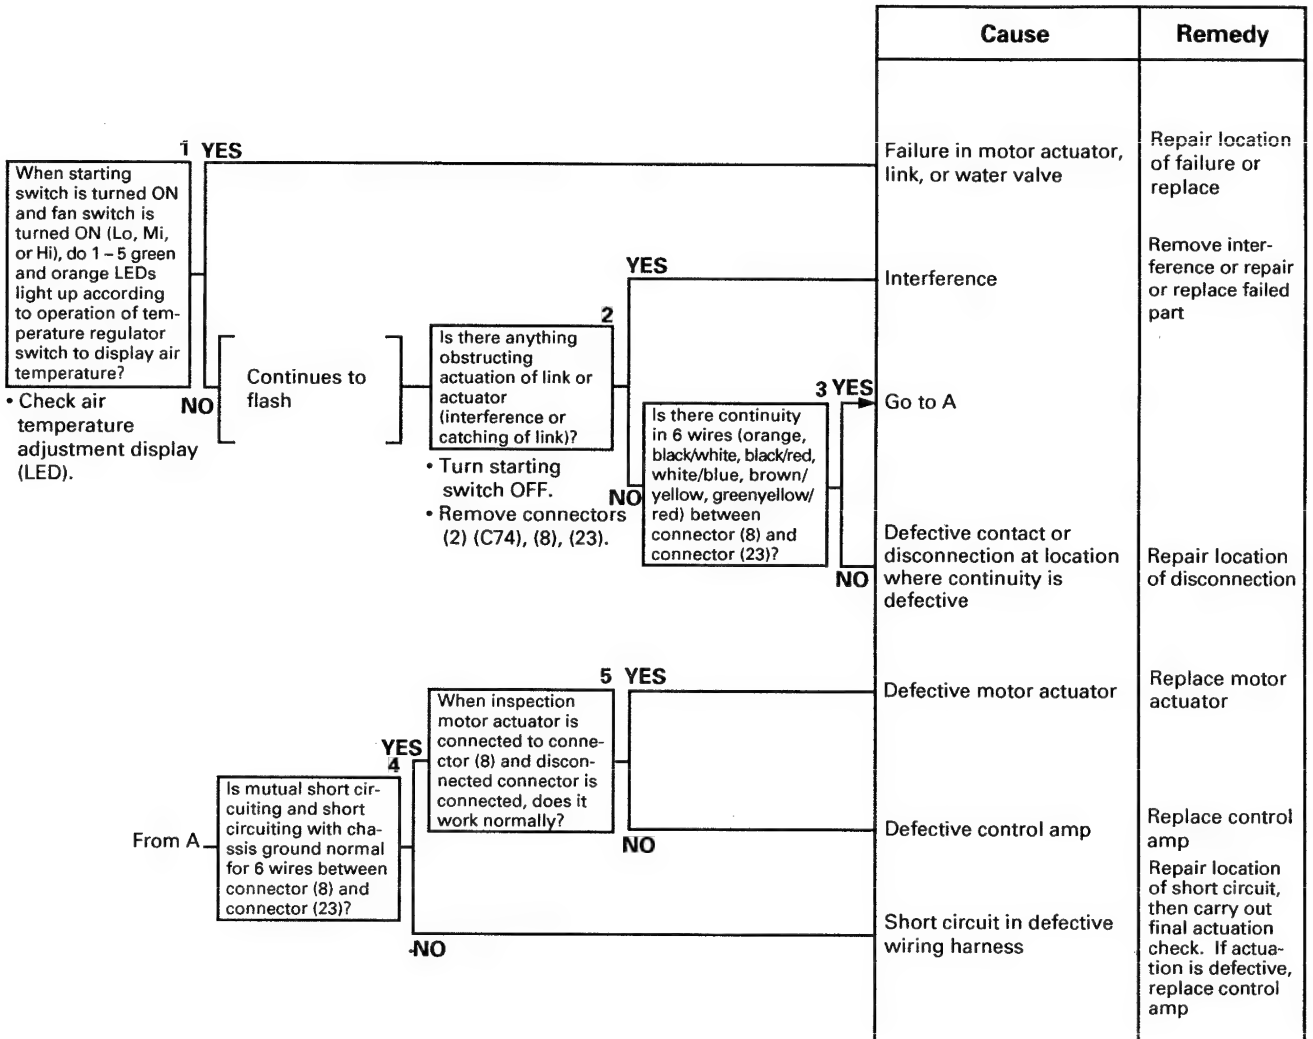 Cause
Remedy
1 YES
When starting
switch is turned ON
and fan switch is
turned ON (Lo, Mi,
or Hi), do 1 – 5 green
and orange LEDs
light up according
to operation of tem-
perature regulator
switch to display air
temperature?
• Check air
temperature
adjustment display
(LED).
NO
Continues to
flash
Failure in motor actuator,
link, or water valve
Repair location
of failure or
replace
2
YES
Is there anything
obstructing
actuation of link or
actuator
(interference or
catching of link)?
• Turn starting
switch OFF.
• Remove connectors
(2) (C74), (8), (23).
NO
Interference
Remove inter-
ference or repair
or replace failed
part
3 YES
Is there continuity
in 6 wires (orange,
black/white, black/red,
white/blue, brown/
yellow, greenyellow/
red) between
connector (8) and
connector (23)?
NO
Go to A
Defective contact or
disconnection at location
where continuity is
defective
Repair location
of disconnection
From A
YES
4
Is mutual short cir-
cuiting and short
circuiting with cha-
ssis ground normal
for 6 wires between
connector (8) and
connector (23)?
NO
5 YES
When inspection
motor actuator is
connected to conne-
ctor (8) and discon-
nected connector is
connected, does it
work normally?
NO
Defective motor actuator
Replace motor
actuator
Defective control amp
Replace control
amp
Short circuit in defective
wiring harness
Repair location
of short circuit,
then carry out
final actuation
check. If actua-
tion is defective,
replace control
amp